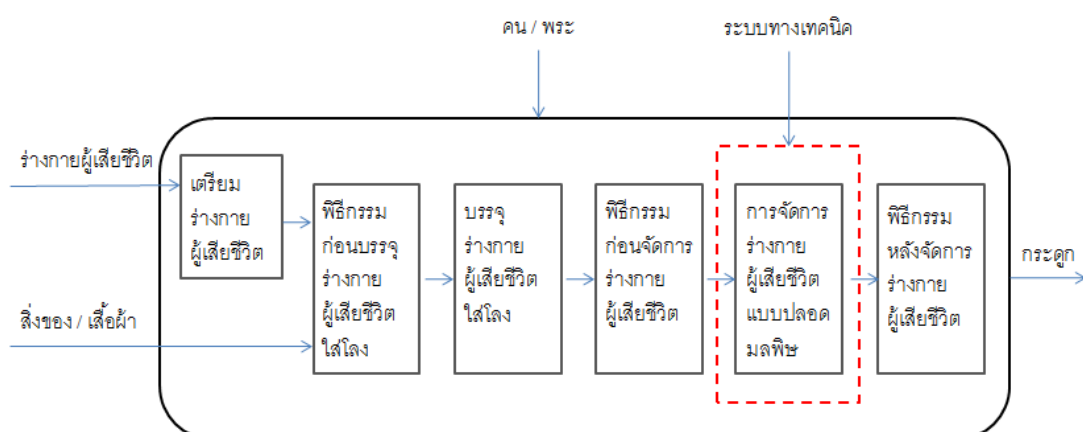 คน / พระ
ระบบทางเทคนิค
ร่างกายผู้เสียชีวิต
เตรียม
ร่างกาย
ผู้เสียชีวิต
สิ่งของ / เสื้อผ้า
พิธีกรรม
ก่อนบรรจุ
ร่างกาย
ผู้เสียชีวิต
ใส่โลง
บรรจุ
ร่างกาย
ผู้เสียชีวิต
ใส่โลง
พิธีกรรม
ก่อนจัดการ
ร่างกาย
ผู้เสียชีวิต
การจัดการ
ร่างกาย
ผู้เสียชีวิต
แบบปลอด
มลพิษ
พิธีกรรม
หลังจัดการ
ร่างกาย
ผู้เสียชีวิต
กระดูก